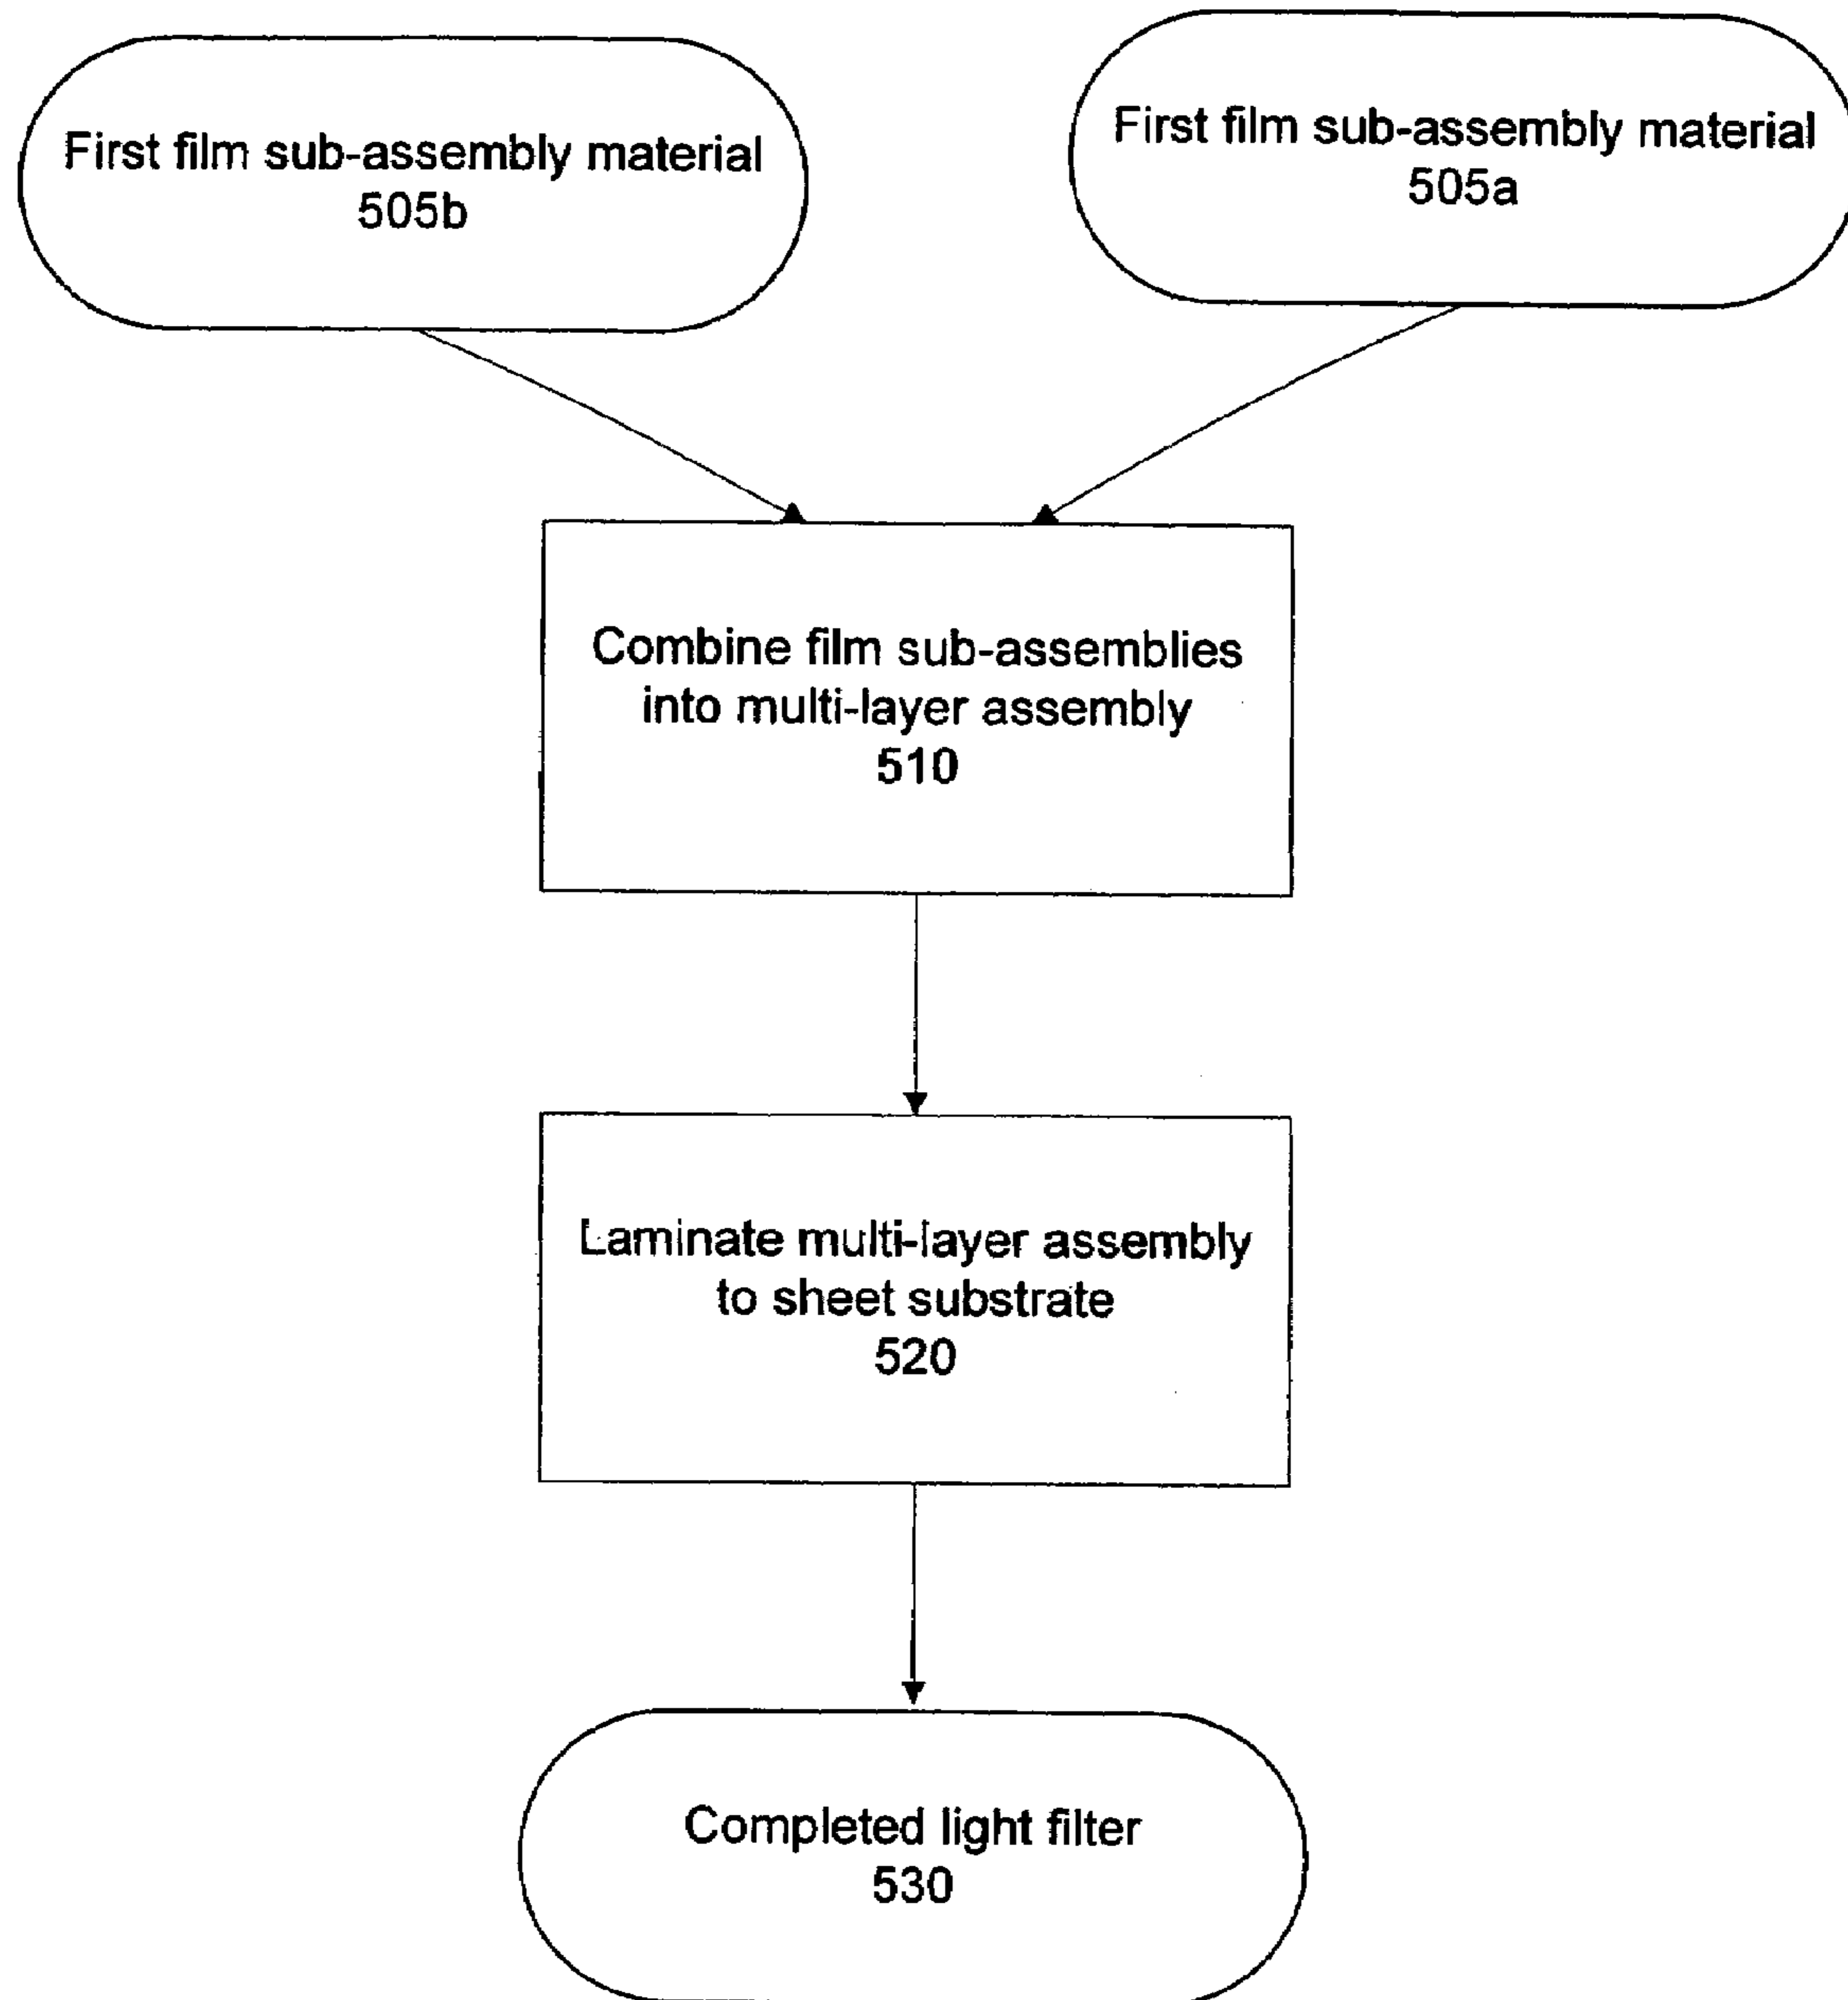 First film sub-assembly material
505b
First film sub-assembly material
505a
Combine film sub-assemblies
into multi-layer assembly
510
Laminate multi-layer assembly
to sheet substrate
520
Completed light filter
530